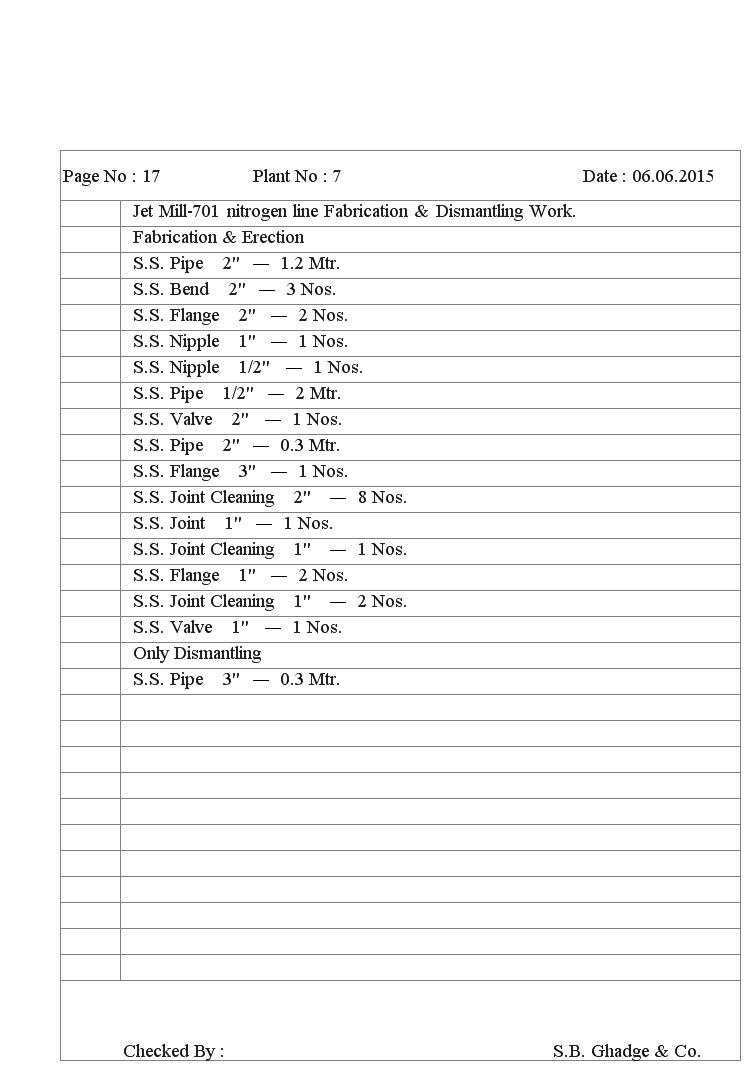 Page No : 17 Plant No : 7 Date : 06.06.2015
Jet Mill-701 nitrogen line Fabrication & Dismantling Work.
Fabrication & Erection
S.S. Pipe 2" — 1.2 Mtr.
S.S. Bend 2" — 3 Nos.
S.S. Flange 2" — 2 Nos.
S.S. Nipple 1" — 1 Nos.
S.S. Nipple 1/2" — 1 Nos.
S.S. Pipe 1/2" — 2 Mtr.
S.S. Valve 2" — 1 Nos.
S.S. Pipe 2" — 0.3 Mtr.
S.S. Flange 3" — 1 Nos.
S.S. Joint Cleaning 2" — 8 Nos.
S.S. Joint 1" — 1 Nos.
S.S. Joint Cleaning 1" — 1 Nos.
S.S. Flange 1" — 2 Nos.
S.S. Joint Cleaning 1" — 2 Nos.
S.S. Valve 1" — 1 Nos.
Only Dismantling
S.S. Pipe 3" — 0.3 Mtr.
Checked By : S.B. Ghadge & Co.